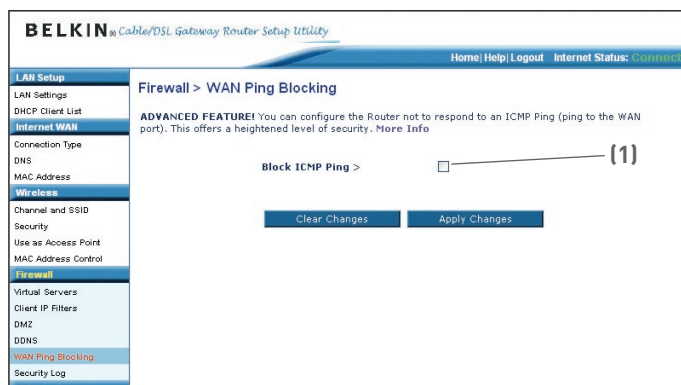 BELKIN® Cable/DSL Gateway Router Setup Utility
Home| Help| Logout Internet Status: Connect
LAN Setup
LAN Settings
DHCP Client List
Internet WAN
Connection Type
DNS
MAC Address
Wireless
Channel and SSID
Security
Use as Access Point
MAC Address Control
Firewall
Virtual Servers
Client IP Filters
DMZ
DDNS
WAN Ping Blocking
Security Log
Firewall > WAN Ping Blocking
ADVANCED FEATURE! You can configure the Router not to respond to an ICMP Ping (ping to the WAN
port). This offers a heightened level of security. More Info
Block ICMP Ping >
(1)
Clear Changes Apply Changes